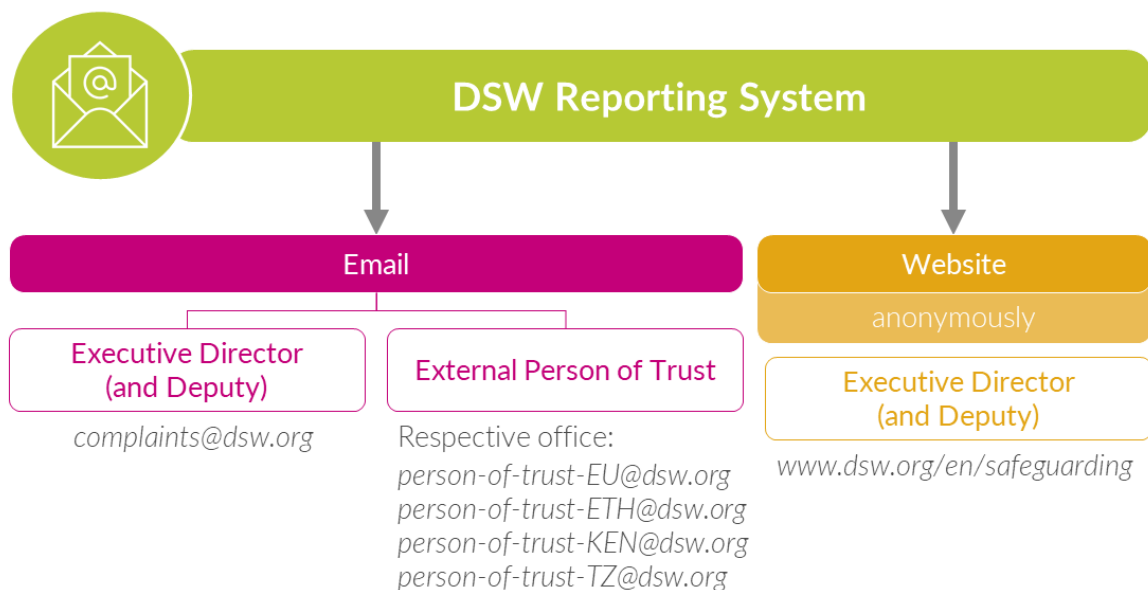 @
DSW Reporting System
Email
Executive Director
(and Deputy)
complaints@dsw.org
External Person of Trust
Respective office:
person-of-trust-EU@dsw.org
person-of-trust-ETH@dsw.org
person-of-trust-KEN@dsw.org
person-of-trust-TZ@dsw.org
Website
anonymously
Executive Director
(and Deputy)
www.dsw.org/en/safeguarding